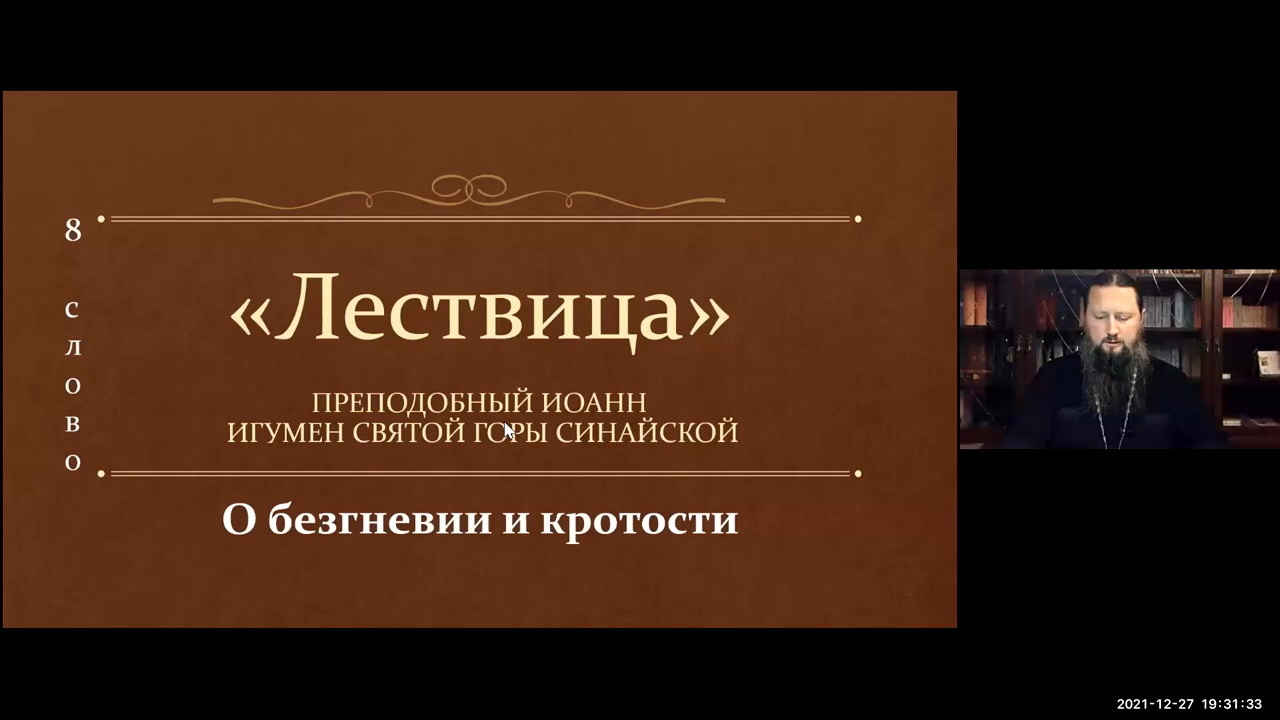 8
слово
«Лествица»
ПРЕПОДОБНЫЙ ИОАНН
ИГУМЕН СВЯТОЙ ГОРЫ СИНАЙСКОЙ
О безгневии и кротости
2021-12-27 19:31:33